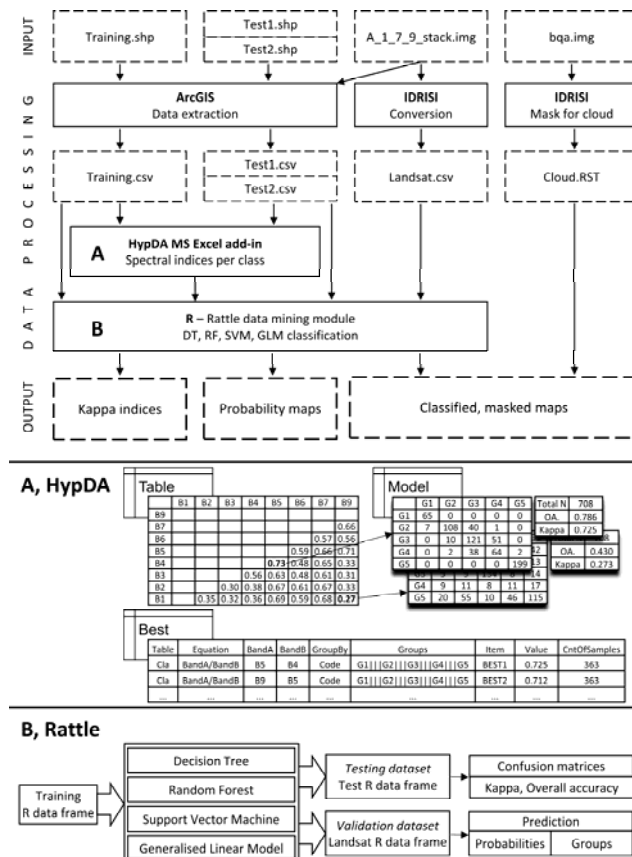 INPUT
Training.shp
Test1.shp
Test2.shp
A_1_7_9_stack.img
bqa.img
DATA PROCESSING
ArcGIS
Data extraction
IDRISI
Conversion
IDRISI
Mask for cloud
Training.csv
Test1.csv
Test2.csv
Landsat.csv
Cloud.RST
A
HypDA MS Excel add-in
Spectral indices per class
B
R – Rattle data mining module
DT, RF, SVM, GLM classification
OUTPUT
Kappa indices
Probability maps
Classified, masked maps
A, HypDA
Table
B1 B2 B3 B4 B5 B6 B7 B9
B9
B7 0.66
B6 0.57 0.56
B5 0.59 0.66 0.71
B4 0.73 0.48 0.65 0.33
B3 0.56 0.63 0.48 0.61 0.31
B2 0.30 0.38 0.67 0.61 0.67 0.33
B1 0.35 0.32 0.36 0.69 0.59 0.68 0.27
Model
G1 G2 G3 G4 G5
G1 65 0 0 0 0
G2 7 108 40 1 0
G3 0 10 121 51 0
G4 0 2 38 64 2
G5 0 0 0 0 199
Total N 708
OA. 0.786
Kappa 0.725
OA. 0.430
Kappa 0.273
G4 9 11 8 11 17
G5 20 55 10 46 115
Best
Table Equation BandA BandB GroupBy Groups Item Value CntOfSamples
Cla BandA/BandB B5 B4 Code G1|||G2|||G3|||G4|||G5 BEST1 0.725 363
Cla BandA/BandB B9 B5 Code G1|||G2|||G3|||G4|||G5 BEST2 0.712 363
... ... ... ... ... ... ... ...
B, Rattle
Training
R data frame
Decision Tree
Random Forest
Support Vector Machine
Generalised Linear Model
Testing dataset
Test R data frame
Validation dataset
Landsat R data frame
Confusion matrices
Kappa, Overall accuracy
Prediction
Probabilities Groups